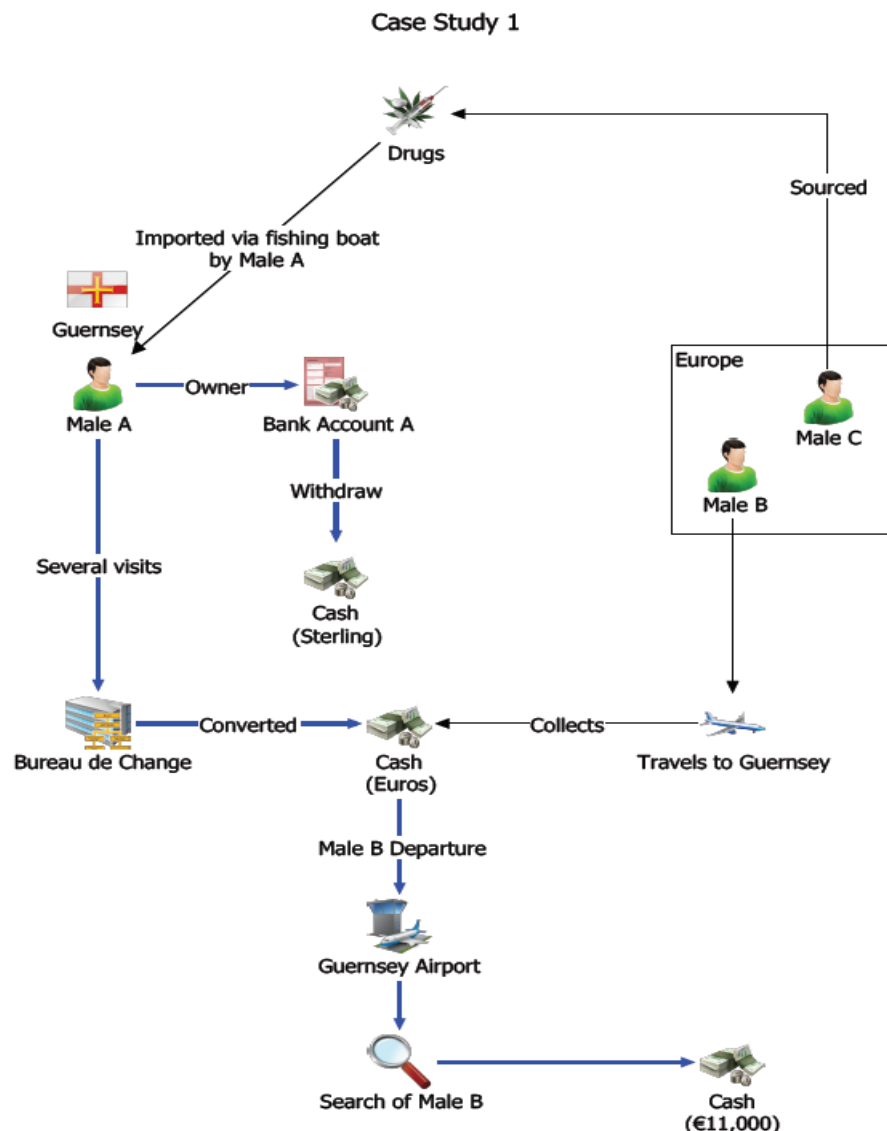 Case Study 1
Drugs
Sourced
Imported via fishing boat
by Male A
Guernsey
Europe
Male A
Owner
Bank Account A
Male C
Male B
Withdraw
Several visits
Cash
(Sterling)
Bureau de Change
Converted
Cash
(Euros)
Collects
Travels to Guernsey
Male B Departure
Guernsey Airport
Search of Male B
Cash
(€11,000)